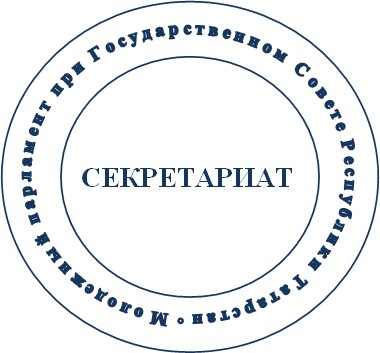 Молодежный парламент при Государственном Совете Республики Татарстан •
СЕКРЕТАРИАТ